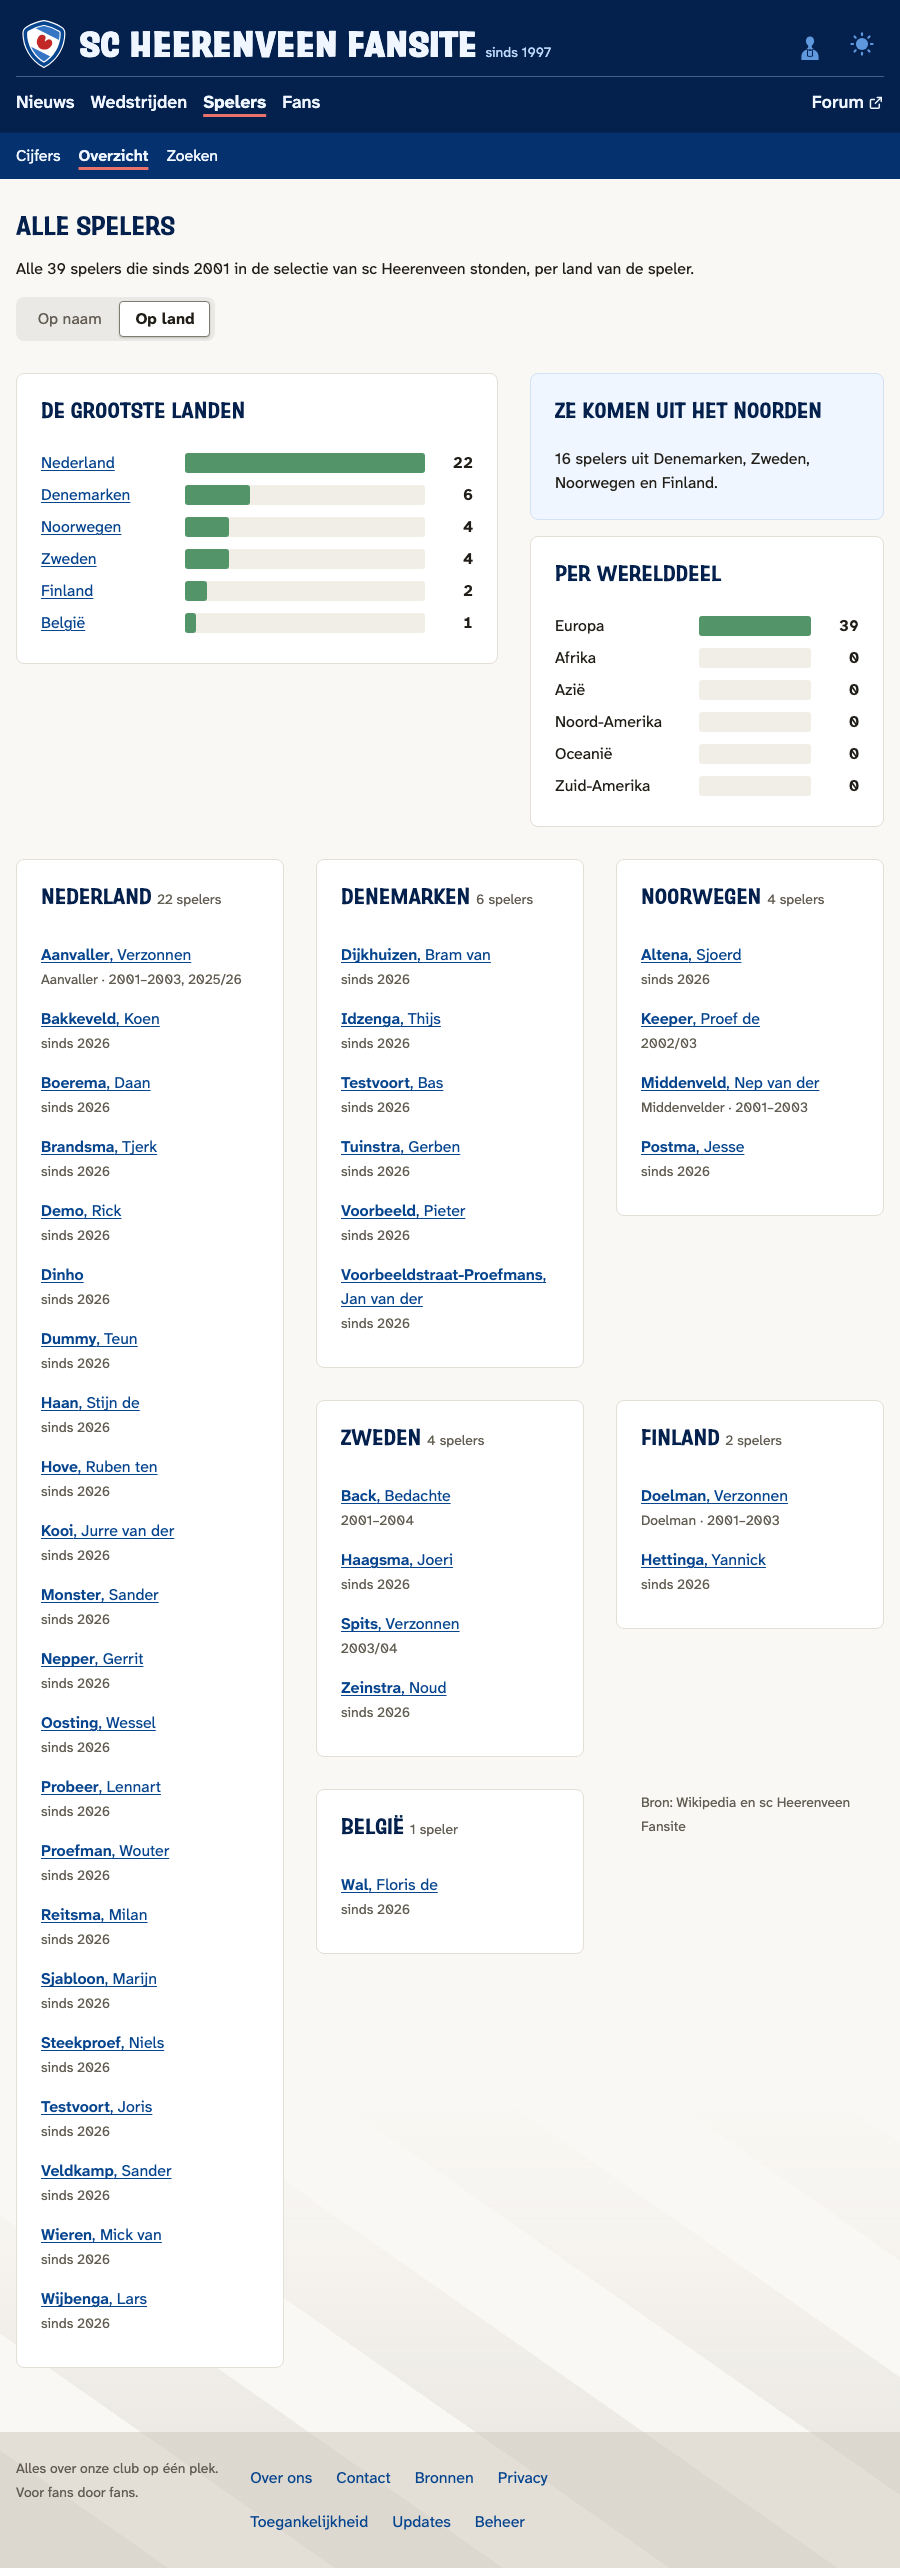 SC HEERENVEEN FANSITE sinds 1997
Nieuws Wedstrijden Spelers Fans Forum
Cijfers Overzicht Zoeken
ALLE SPELERS
Alle 39 spelers die sinds 2001 in de selectie van sc Heerenveen stonden, per land van de speler.
Op naam Op land
DE GROOTSTE LANDEN
Nederland 22
Denemarken 6
Noorwegen 4
Zweden 4
Finland 2
België 1
ZE KOMEN UIT HET NOORDEN
16 spelers uit Denemarken, Zweden,
Noorwegen en Finland.
PER WERELDDEEL
Europa 39
Afrika 0
Azië 0
Noord-Amerika 0
Oceanië 0
Zuid-Amerika 0
NEDERLAND 22 spelers
Aanvaller, Verzonnen
Aanvaller · 2001–2003, 2025/26
Bakkeveld, Koen
sinds 2026
Boerema, Daan
sinds 2026
Brandsma, Tjerk
sinds 2026
Demo, Rick
sinds 2026
Dinho
sinds 2026
Dummy, Teun
sinds 2026
Haan, Stijn de
sinds 2026
Hove, Ruben ten
sinds 2026
Kooi, Jurre van der
sinds 2026
Monster, Sander
sinds 2026
Nepper, Gerrit
sinds 2026
Oosting, Wessel
sinds 2026
Probeer, Lennart
sinds 2026
Proefman, Wouter
sinds 2026
Reitsma, Milan
sinds 2026
Sjabloon, Marijn
sinds 2026
Steekproef, Niels
sinds 2026
Testvoort, Joris
sinds 2026
Veldkamp, Sander
sinds 2026
Wieren, Mick van
sinds 2026
Wijbenga, Lars
sinds 2026
DENEMARKEN 6 spelers
Dijkhuizen, Bram van
sinds 2026
Idzenga, Thijs
sinds 2026
Testvoort, Bas
sinds 2026
Tuinstra, Gerben
sinds 2026
Voorbeeld, Pieter
sinds 2026
Voorbeeldstraat-Proefmans,
Jan van der
sinds 2026
NOORWEGEN 4 spelers
Altena, Sjoerd
sinds 2026
Keeper, Proef de
2002/03
Middenveld, Nep van der
Middenvelder · 2001–2003
Postma, Jesse
sinds 2026
ZWEDEN 4 spelers
Back, Bedachte
2001–2004
Haagsma, Joeri
sinds 2026
Spits, Verzonnen
2003/04
Zeinstra, Noud
sinds 2026
FINLAND 2 spelers
Doelman, Verzonnen
Doelman · 2001–2003
Hettinga, Yannick
sinds 2026
BELGIË 1 speler
Wal, Floris de
sinds 2026
Bron: Wikipedia en sc Heerenveen
Fansite
Alles over onze club op één plek.
Voor fans door fans.
Over ons Contact Bronnen Privacy
Toegankelijkheid Updates Beheer